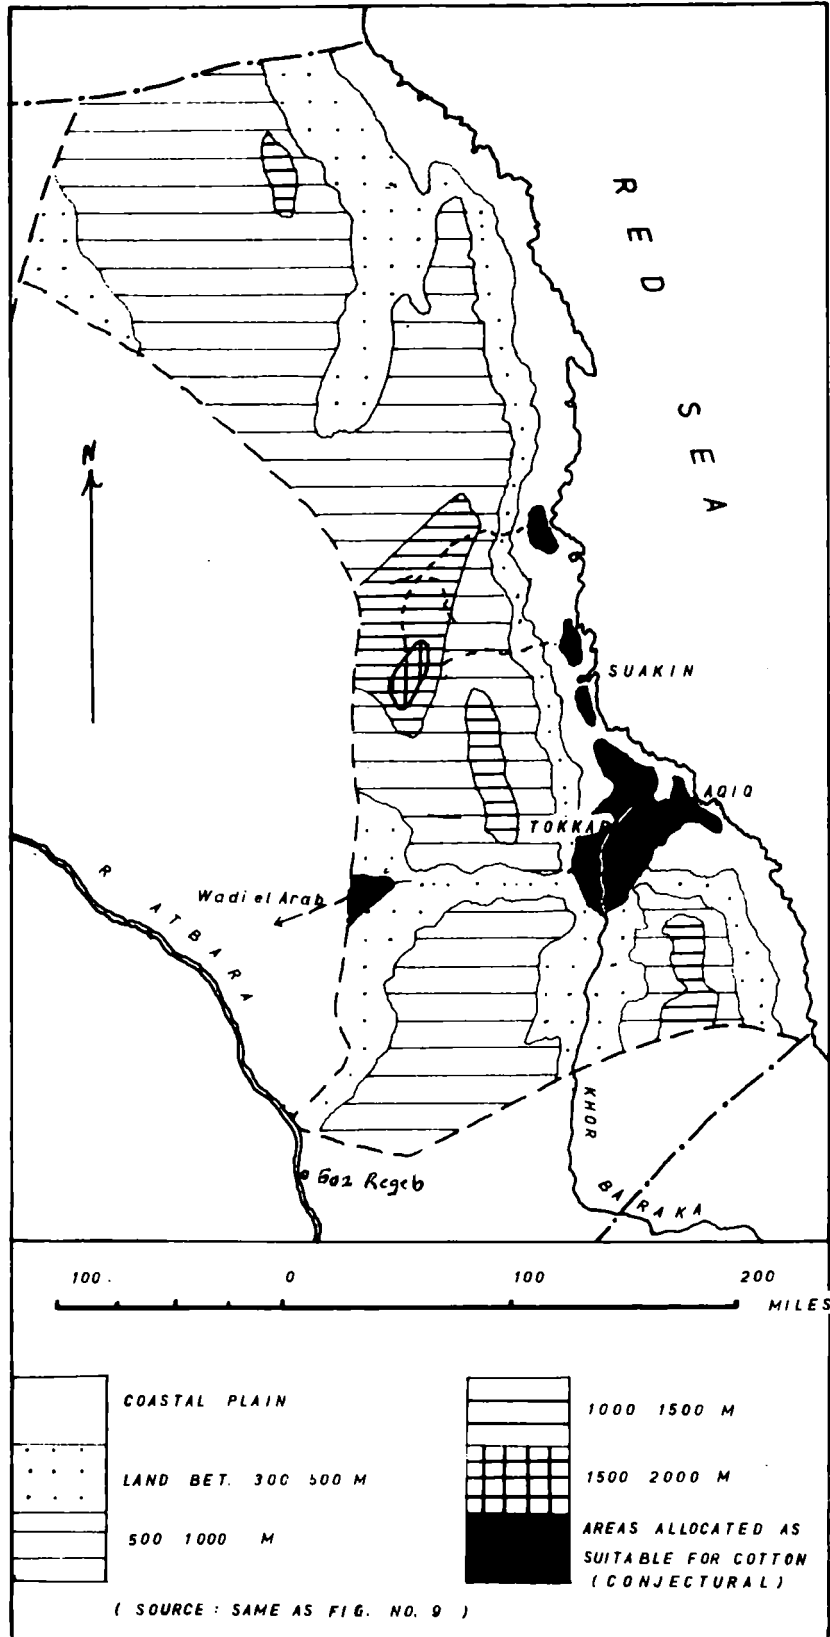 RED
SEA
N
SUAKIN
AQIQ
TOKKAR
Wadi el Arab
R ATBARA
KHOR
BARAKA
Goz Regeb
100 0 100 200
MILES
COASTAL PLAIN
LAND BET. 300 500 M
500 1000 M
1000 1500 M
1500 2000 M
AREAS ALLOCATED AS
SUITABLE FOR COTTON
(CONJECTURAL)
( SOURCE : SAME AS FIG. NO. 9 )